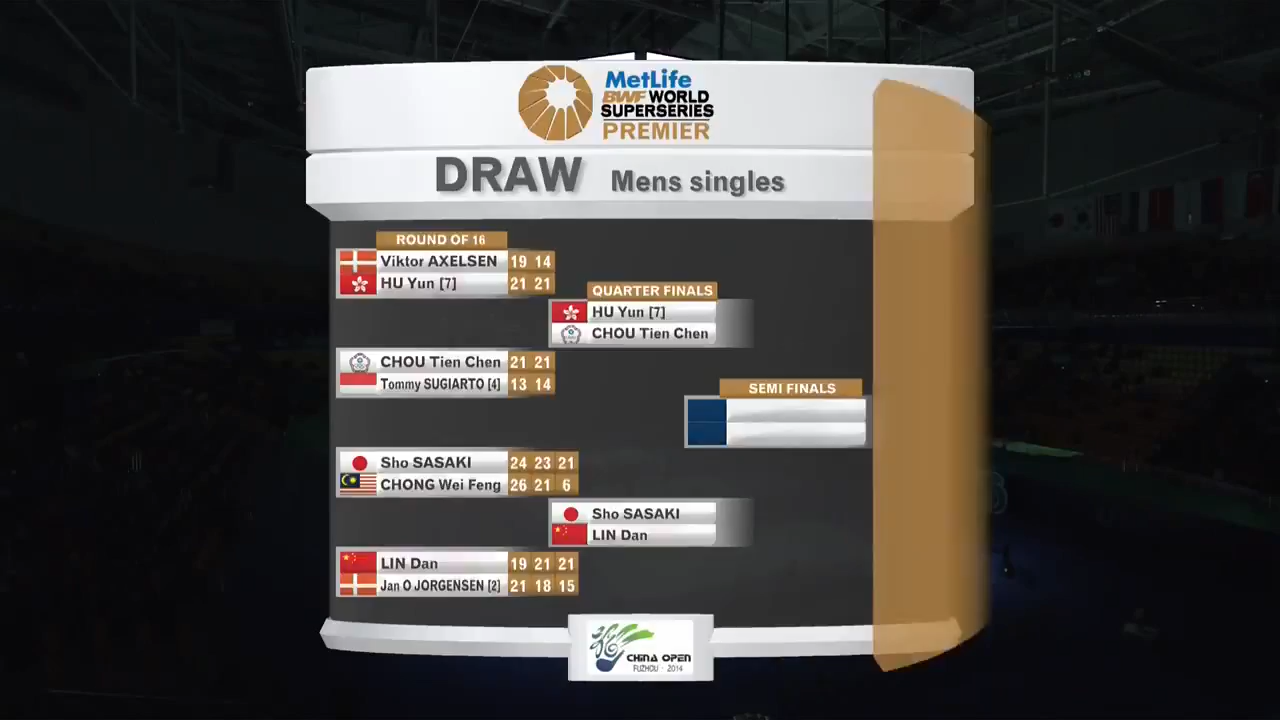 MetLife
BWF WORLD
SUPERSERIES
PREMIER
DRAW Mens singles
ROUND OF 16
Viktor AXELSEN 19 14
HU Yun [7] 21 21
QUARTER FINALS
HU Yun [7]
CHOU Tien Chen
CHOU Tien Chen 21 21
Tommy SUGIARTO [4] 13 14
SEMI FINALS
Sho SASAKI 24 23 21
CHONG Wei Feng 26 21 6
Sho SASAKI
LIN Dan
LIN Dan 19 21 21
Jan O JORGENSEN [2] 21 18 15
CHINA OPEN
FUZHOU · 2014